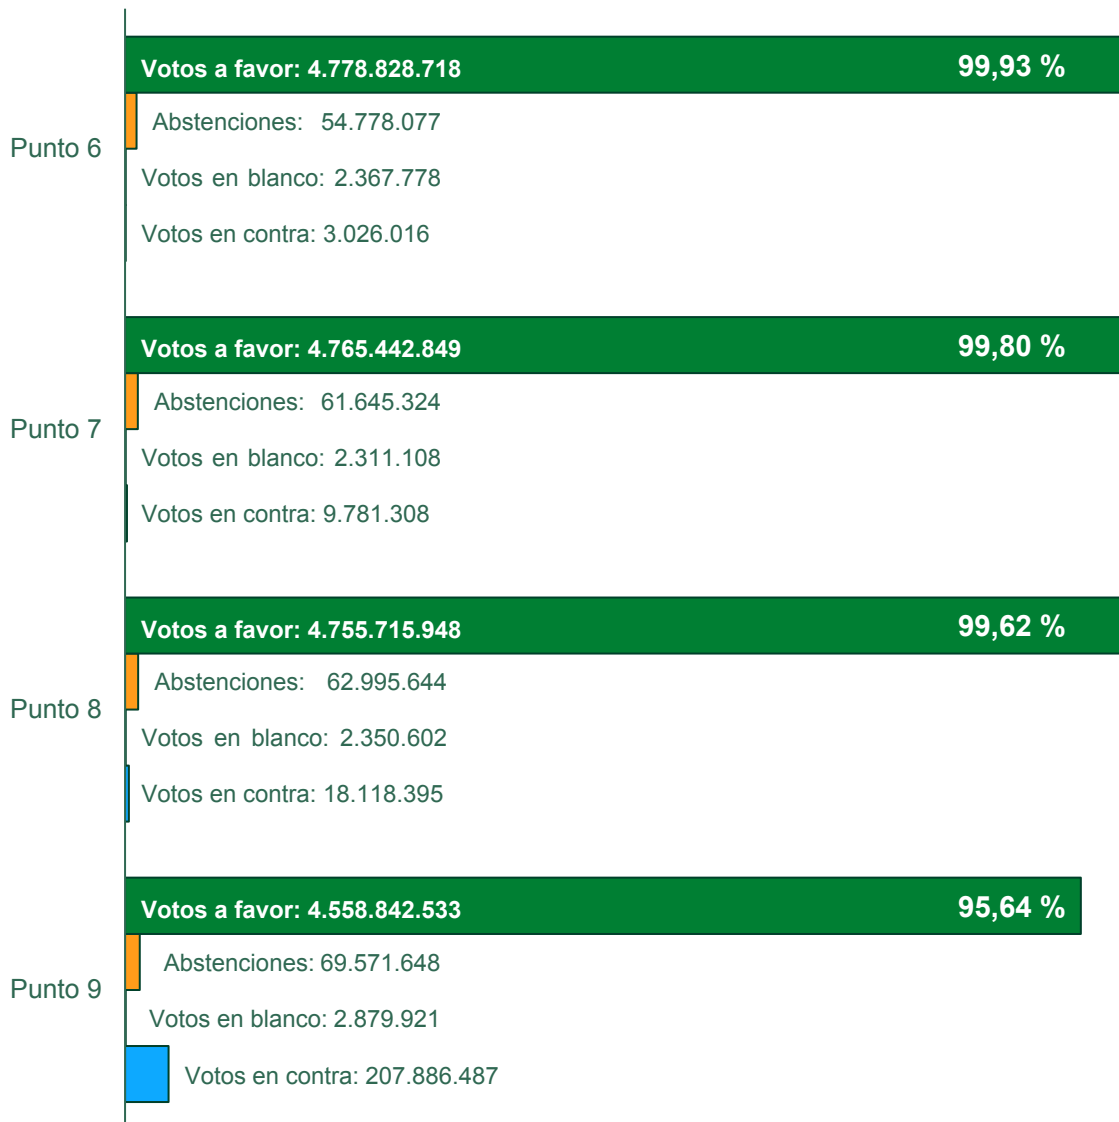 Votos a favor: 4.778.828.718 99,93 %
Abstenciones: 54.778.077
Punto 6
Votos en blanco: 2.367.778
Votos en contra: 3.026.016
Votos a favor: 4.765.442.849 99,80 %
Abstenciones: 61.645.324
Punto 7
Votos en blanco: 2.311.108
Votos en contra: 9.781.308
Votos a favor: 4.755.715.948 99,62 %
Abstenciones: 62.995.644
Punto 8
Votos en blanco: 2.350.602
Votos en contra: 18.118.395
Votos a favor: 4.558.842.533 95,64 %
Abstenciones: 69.571.648
Punto 9
Votos en blanco: 2.879.921
Votos en contra: 207.886.487